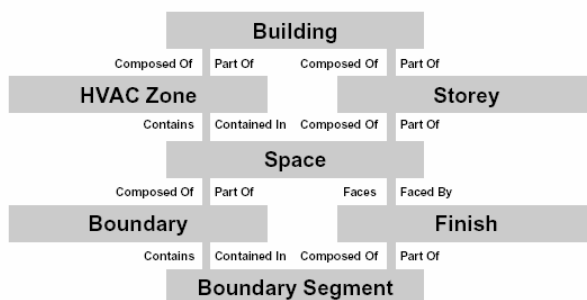 Building
Composed Of Part Of Composed Of Part Of
HVAC Zone Storey
Contains Contained In Composed Of Part Of
Space
Composed Of Part Of Faces Faced By
Boundary Finish
Contains Contained In Composed Of Part Of
Boundary Segment